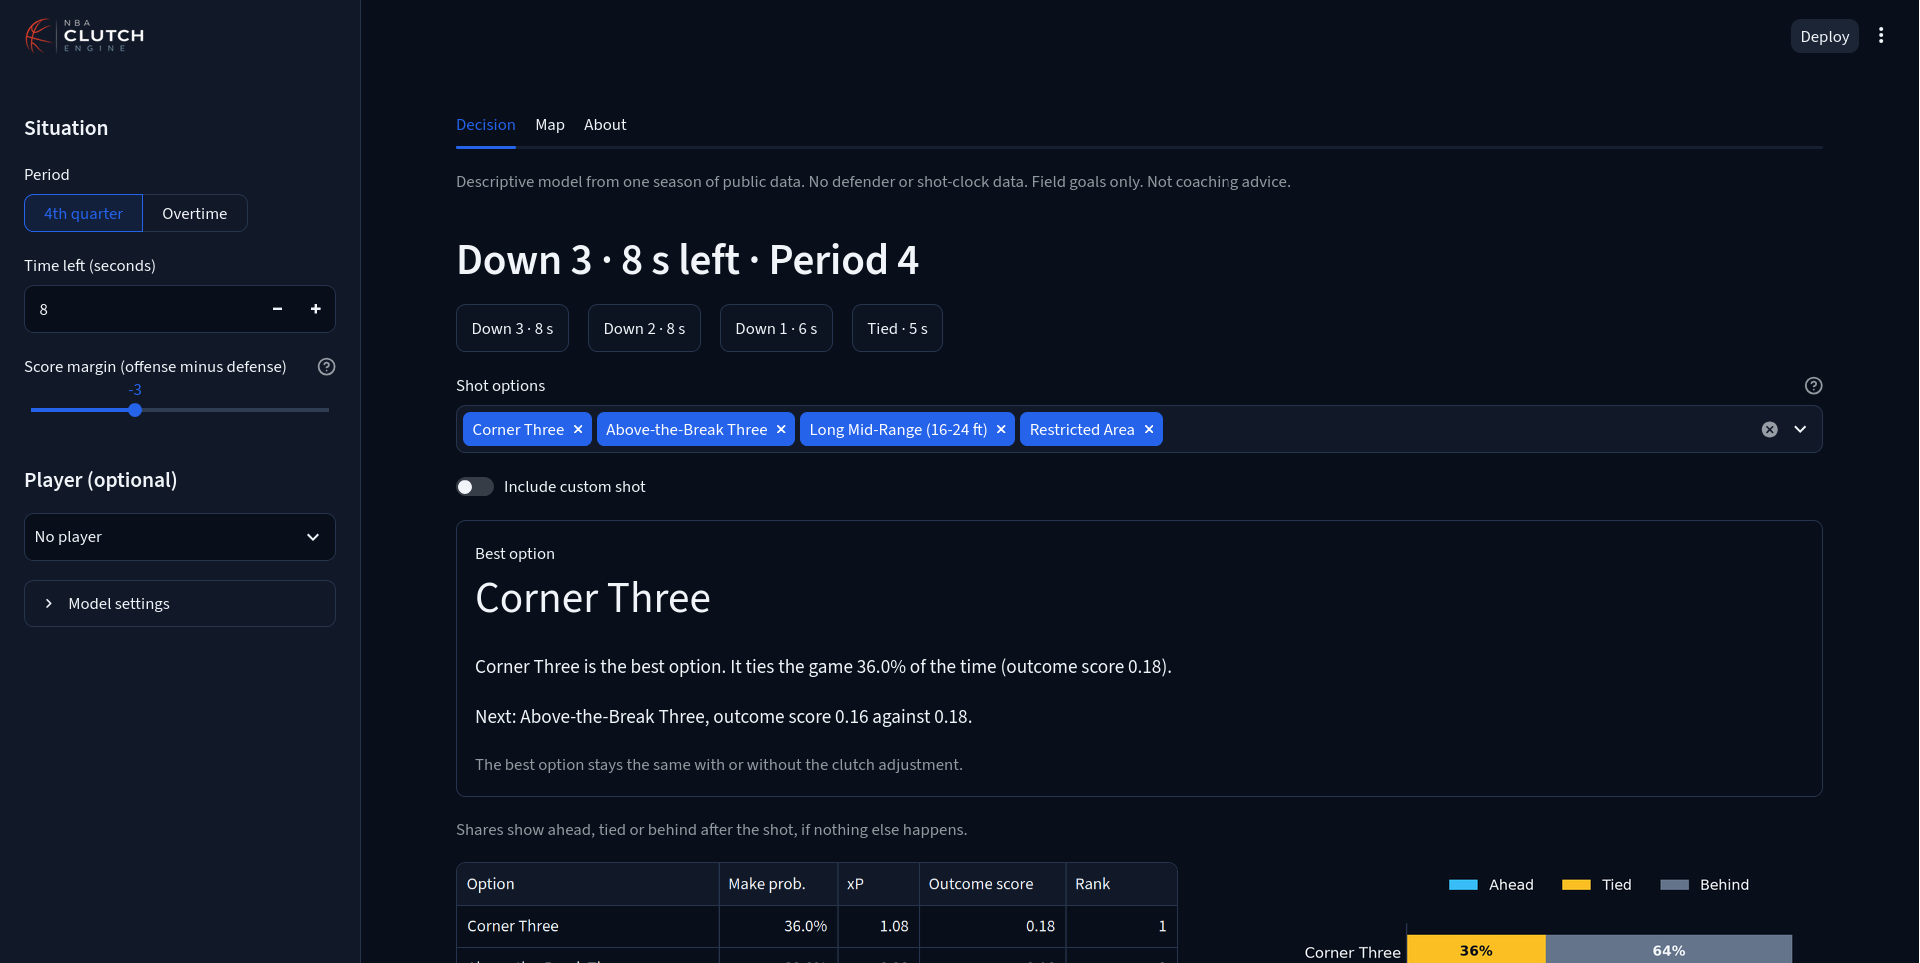 NBA
CLUTCH
ENGINE
Deploy
Situation
Period
4th quarter
Overtime
Time left (seconds)
8
Score margin (offense minus defense)
-3
Player (optional)
No player
Model settings
Decision
Map
About
Descriptive model from one season of public data. No defender or shot-clock data. Field goals only. Not coaching advice.
Down 3 · 8 s left · Period 4
Down 3 · 8 s
Down 2 · 8 s
Down 1 · 6 s
Tied · 5 s
Shot options
Corner Three
Above-the-Break Three
Long Mid-Range (16-24 ft)
Restricted Area
Include custom shot
Best option
Corner Three
Corner Three is the best option. It ties the game 36.0% of the time (outcome score 0.18).
Next: Above-the-Break Three, outcome score 0.16 against 0.18.
The best option stays the same with or without the clutch adjustment.
Shares show ahead, tied or behind after the shot, if nothing else happens.
Option Make prob. xP Outcome score Rank
Corner Three 36.0% 1.08 0.18 1
Ahead
Tied
Behind
Corner Three 36% 64%